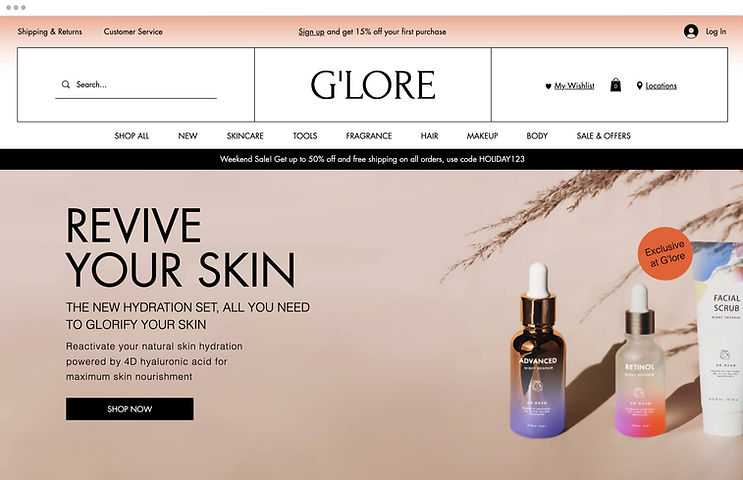 Shipping & Returns
Customer Service
Sign up and get 15% off your first purchase
Log In
Search...
G'LORE
My Wishlist
0
Locations
SHOP ALL
NEW
SKINCARE
TOOLS
FRAGRANCE
HAIR
MAKEUP
BODY
SALE & OFFERS
Weekend Sale! Get up to 50% off and free shipping on all orders, use code HOLIDAY123
REVIVE
YOUR SKIN
THE NEW HYDRATION SET, ALL YOU NEED
TO GLORIFY YOUR SKIN
Reactivate your natural skin hydration
powered by 4D hyaluronic acid for
maximum skin nourishment
SHOP NOW
Exclusive
at G'lore
ADVANCED
NIGHT REAPAIR
RETINOL
NIGHT REAPAIR
FACIAL
SCRUB
NIGHT REAPAIR